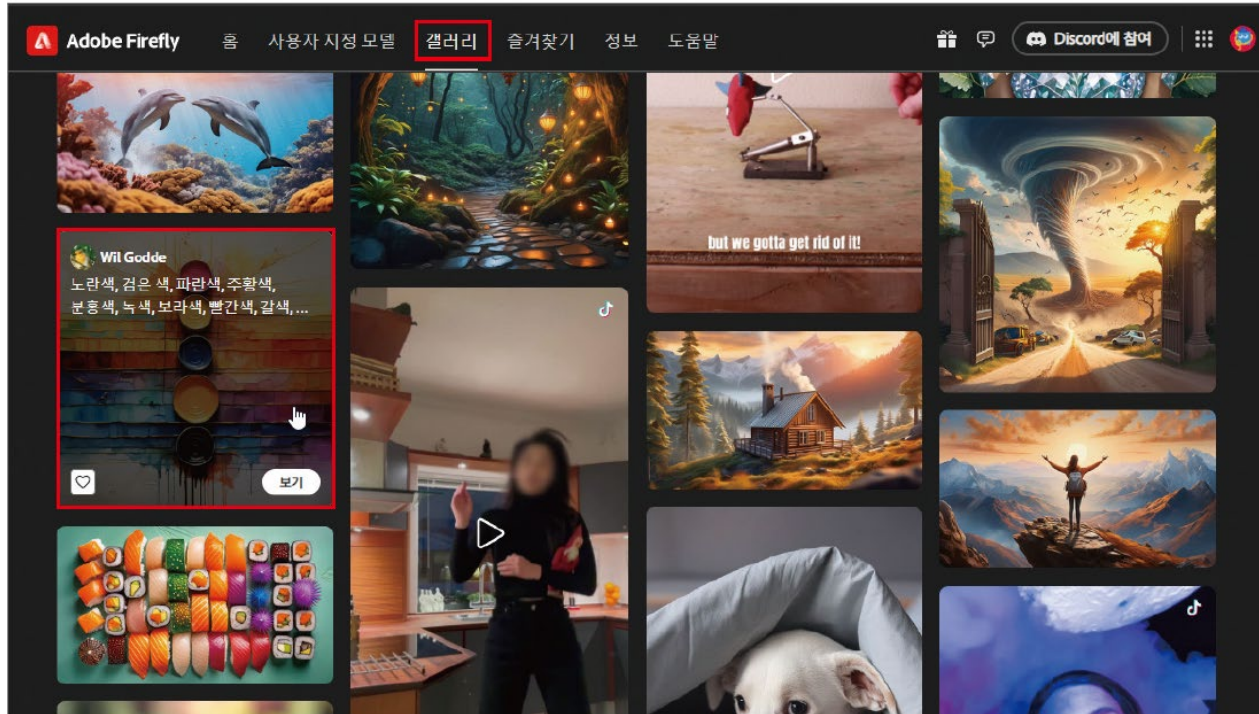 Adobe Firefly 홈 사용자 지정 모델 갤러리 즐겨찾기 정보 도움말 Discord에 참여
but we gotta get rid of it!
Wil Godde
노란색, 검은 색, 파란색, 주황색,
분홍색, 녹색, 보라색, 빨간색, 갈색, ...
보기